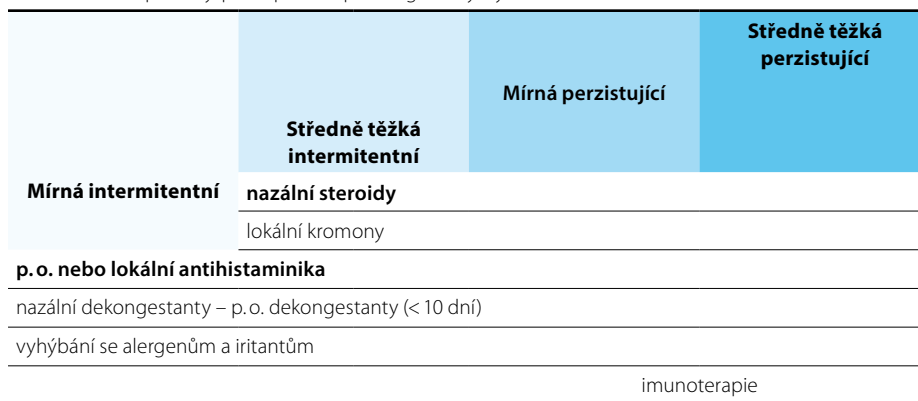 Středně těžká
perzistující
Mírná perzistující
Středně těžká
intermitentní
Mírná intermitentní
nazální steroidy
lokální kromony
p. o. nebo lokální antihistaminika
nazální dekongestanty – p. o. dekongestanty (< 10 dní)
vyhýbání se alergenům a iritantům
imunoterapie